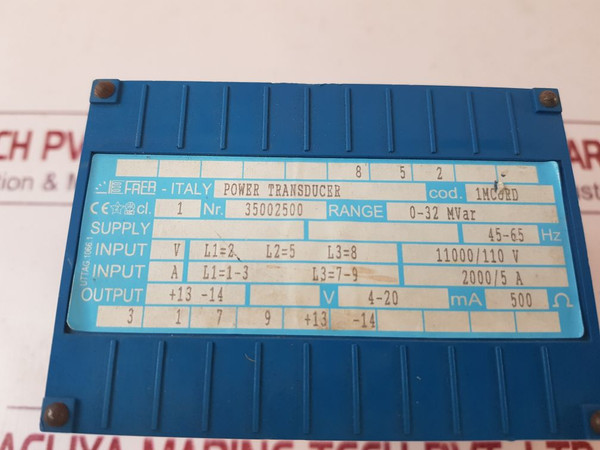 8 5 2
FRER - ITALY POWER TRANSDUCER cod.
CE cl. 1 Nr. 35002500 RANGE 0-32 MVar
SUPPLY 45-65 Hz
INPUT V L1=2 L2=5 L3=8 11000/110 V
INPUT A L1=1-3 L3=7-9 2000/5 A
OUTPUT +13 -14 V 4-20 mA 500 Ω
3 1 7 9 +13 -14